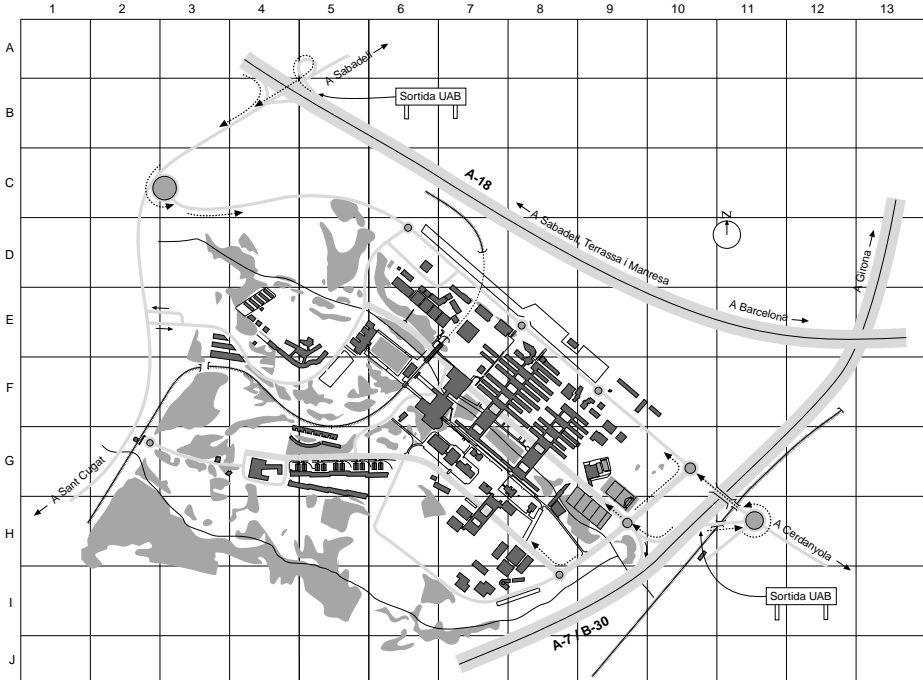 1 2 3 4 5 6 7 8 9 10 11 12 13
A
A Sabadell
B
Sortida UAB
C
A-18
A Sabadell, Terrassa i Manresa
N
D
A Girona
E
A Barcelona
F
G
A Sant Cugat
H
A Cerdanyola
I
Sortida UAB
A-7 / B-30
J